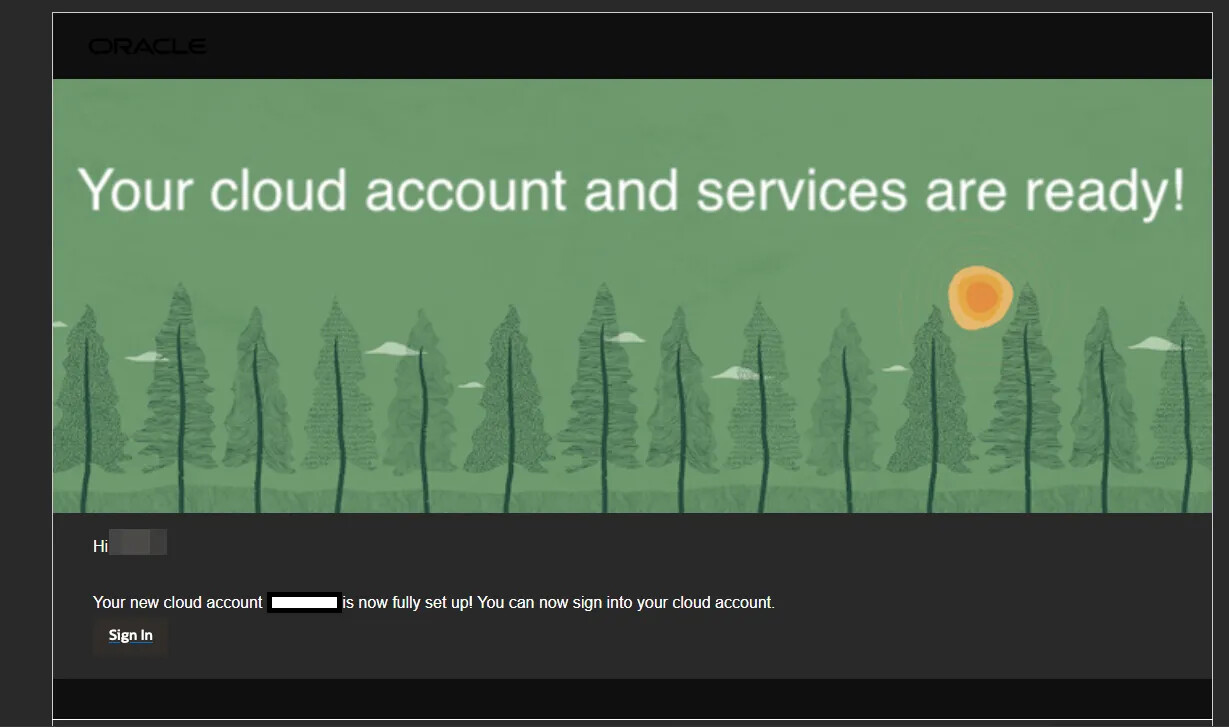 ORACLE
Your cloud account and services are ready!
Hi
Your new cloud account is now fully set up! You can now sign into your cloud account.
Sign In